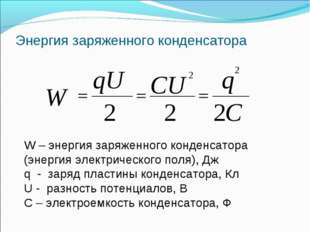 Энергия заряженного конденсатора
W = qU/2 = CU²/2 = q²/2C
W – энергия заряженного конденсатора
(энергия электрического поля), Дж
q - заряд пластины конденсатора, Кл
U - разность потенциалов, В
C – электроемкость конденсатора, Ф